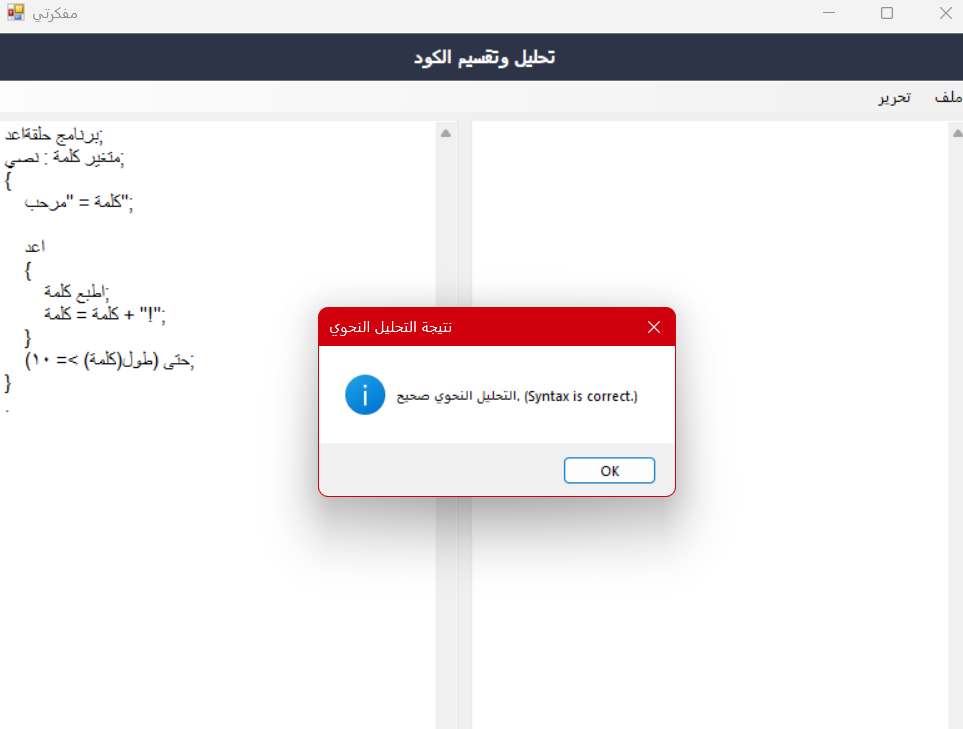 مفكرتي
تحليل وتقسيم الكود
ملف تحرير
برنامج حلقةاعد;
متغير كلمة : نصي;
{
كلمة = "مرحب";
اعد
{
اطبع كلمة;
كلمة = كلمة + "!";
}
حتى (طول(كلمة) >= ١٠);
}
.
نتيجة التحليل النحوي
التحليل النحوي صحيح. (Syntax is correct.)
OK